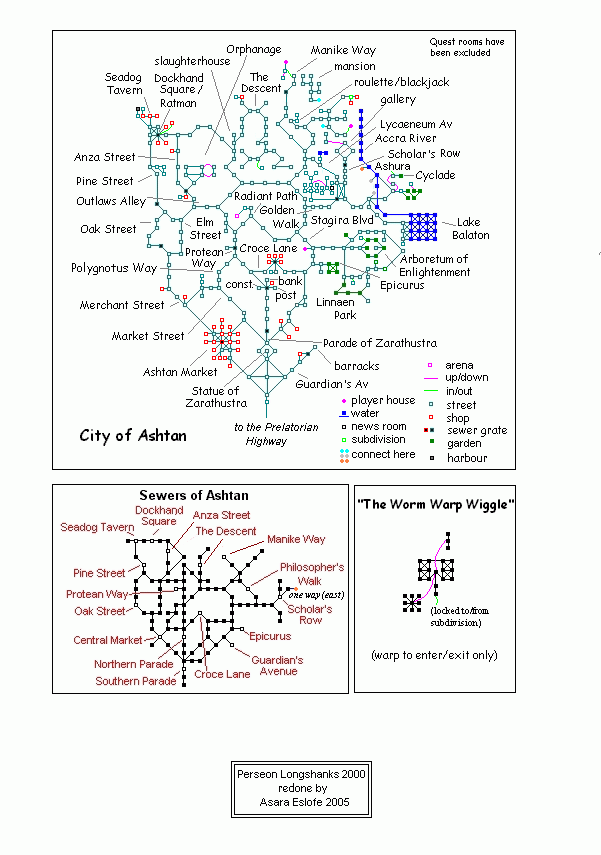 Quest rooms have
been excluded
Orphanage
Manike Way
slaughterhouse
mansion
Seadog
Tavern
Dockhand
Square /
Ratman
The
Descent
roulette/blackjack
gallery
Lycaeneum Av
Accra River
Anza Street
Scholar's Row
Ashura
Pine Street
Cyclade
Outlaws Alley
Radiant Path
Golden
Walk
Stagira Blvd
Oak Street
Elm
Street
Lake
Balaton
Protean
Way
Croce Lane
Polygnotus Way
Arboretum of
Enlightenment
const.
bank
post
Epicurus
Merchant Street
Linnaen
Park
Market Street
Parade of Zarathustra
Ashtan Market
barracks
Statue of
Zarathustra
Guardian's Av
to the Prelatorian
Highway
City of Ashtan
player house
water
news room
subdivision
connect here
arena
up/down
in/out
street
shop
sewer grate
garden
harbour
Sewers of Ashtan
Dockhand
Square
Anza Street
Seadog Tavern
The Descent
Manike Way
Pine Street
Philosopher's
Walk
Protean Way
one way (east)
Oak Street
Scholar's
Row
Central Market
Epicurus
Northern Parade
Guardian's
Avenue
Croce Lane
Southern Parade
"The Worm Warp Wiggle"
(locked to/from
subdivision)
(warp to enter/exit only)
Perseon Longshanks 2000
redone by
Asara Eslofe 2005